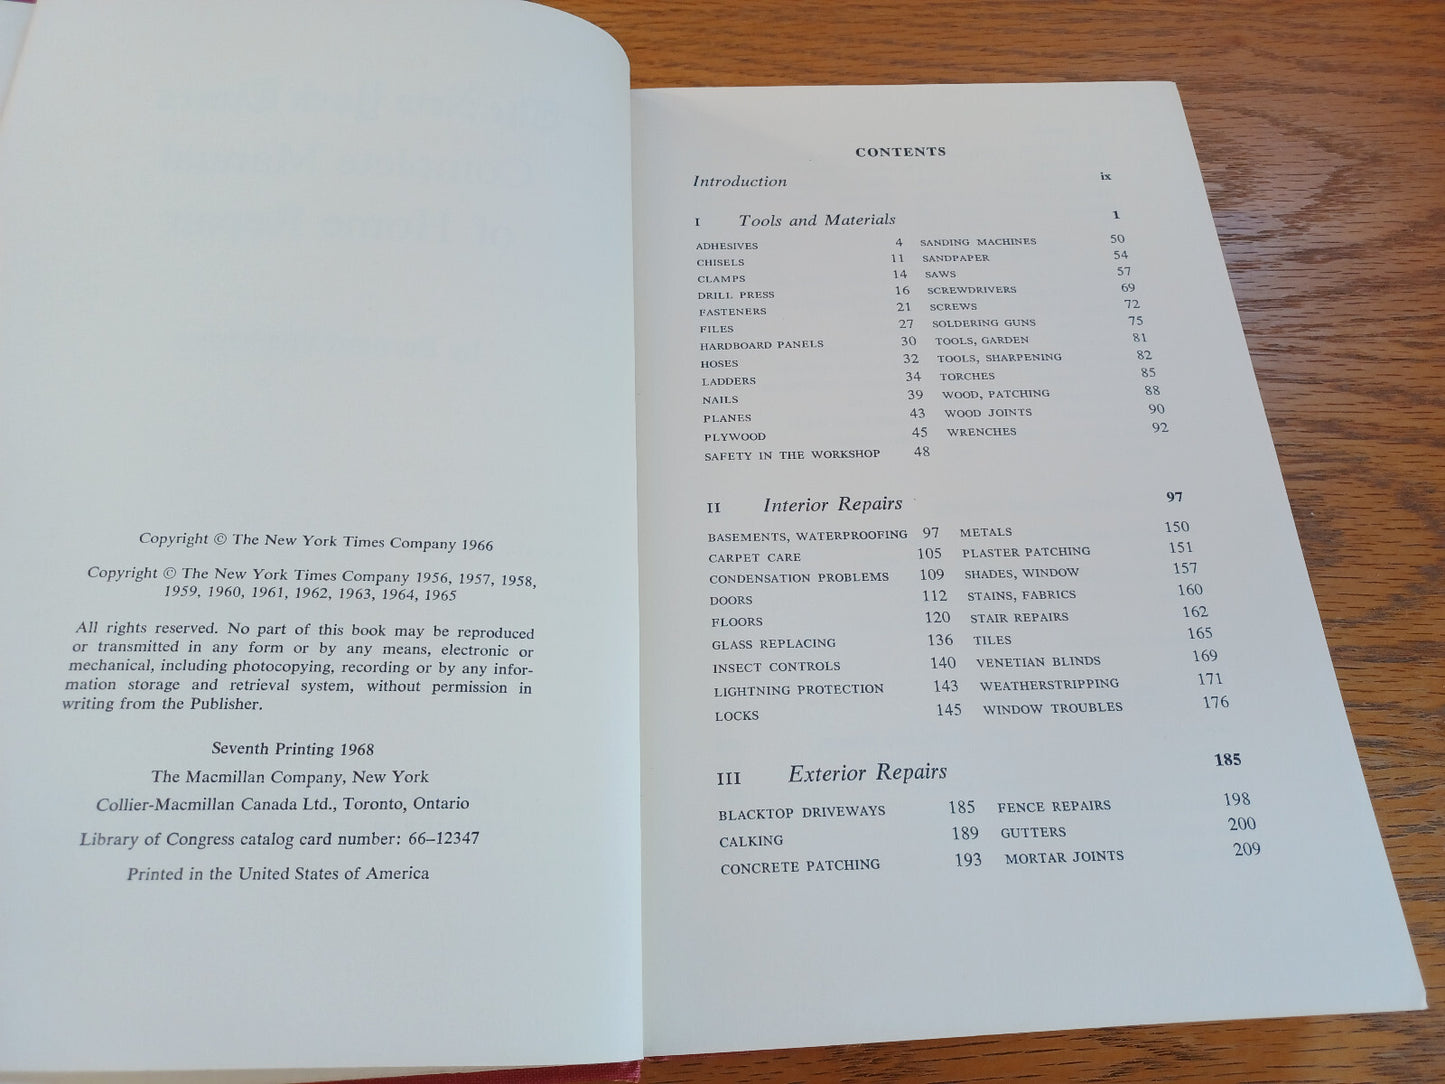 Copyright © The New York Times Company 1966
Copyright © The New York Times Company 1956, 1957, 1958,
1959, 1960, 1961, 1962, 1963, 1964, 1965
All rights reserved. No part of this book may be reproduced
or transmitted in any form or by any means, electronic or
mechanical, including photocopying, recording or by any infor-
mation storage and retrieval system, without permission in
writing from the Publisher.
Seventh Printing 1968
The Macmillan Company, New York
Collier-Macmillan Canada Ltd., Toronto, Ontario
Library of Congress catalog card number: 66–12347
Printed in the United States of America
CONTENTS
Introduction ix
I Tools and Materials 1
ADHESIVES 4 SANDING MACHINES 50
CHISELS 11 SANDPAPER 54
CLAMPS 14 SAWS 57
DRILL PRESS 16 SCREWDRIVERS 69
FASTENERS 21 SCREWS 72
FILES 27 SOLDERING GUNS 75
HARDBOARD PANELS 30 TOOLS, GARDEN 81
HOSES 32 TOOLS, SHARPENING 82
LADDERS 34 TORCHES 85
NAILS 39 WOOD, PATCHING 88
PLANES 43 WOOD JOINTS 90
PLYWOOD 45 WRENCHES 92
SAFETY IN THE WORKSHOP 48
II Interior Repairs 97
BASEMENTS, WATERPROOFING 97 METALS 150
CARPET CARE 105 PLASTER PATCHING 151
CONDENSATION PROBLEMS 109 SHADES, WINDOW 157
DOORS 112 STAINS, FABRICS 160
FLOORS 120 STAIR REPAIRS 162
GLASS REPLACING 136 TILES 165
INSECT CONTROLS 140 VENETIAN BLINDS 169
LIGHTNING PROTECTION 143 WEATHERSTRIPPING 171
LOCKS 145 WINDOW TROUBLES 176
III Exterior Repairs 185
BLACKTOP DRIVEWAYS 185 FENCE REPAIRS 198
CALKING 189 GUTTERS 200
CONCRETE PATCHING 193 MORTAR JOINTS 209